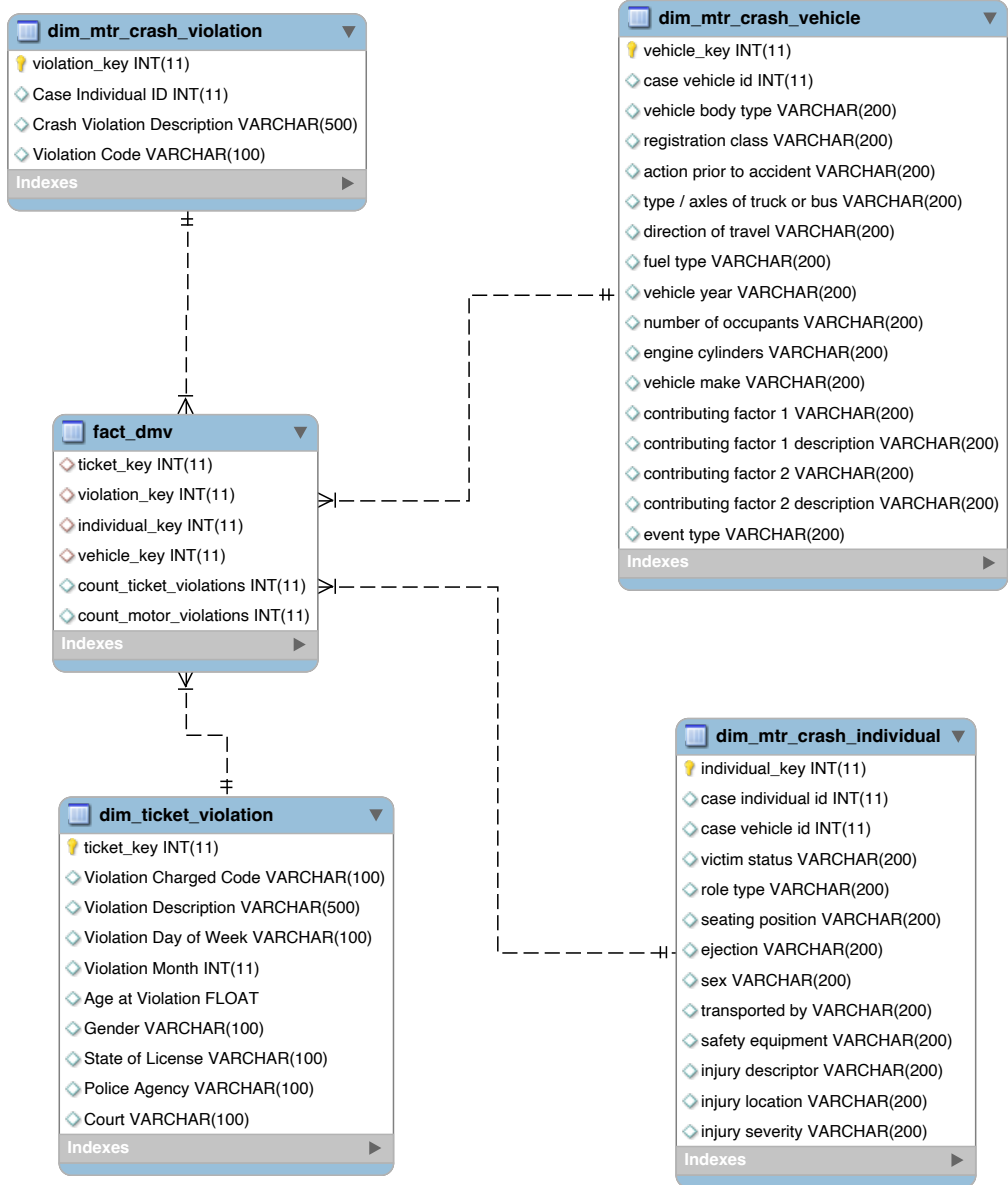 dim_mtr_crash_violation
violation_key INT(11)
Case Individual ID INT(11)
Crash Violation Description VARCHAR(500)
Violation Code VARCHAR(100)
Indexes
dim_mtr_crash_vehicle
vehicle_key INT(11)
case vehicle id INT(11)
vehicle body type VARCHAR(200)
registration class VARCHAR(200)
action prior to accident VARCHAR(200)
type / axles of truck or bus VARCHAR(200)
direction of travel VARCHAR(200)
fuel type VARCHAR(200)
vehicle year VARCHAR(200)
number of occupants VARCHAR(200)
engine cylinders VARCHAR(200)
vehicle make VARCHAR(200)
contributing factor 1 VARCHAR(200)
contributing factor 1 description VARCHAR(200)
contributing factor 2 VARCHAR(200)
contributing factor 2 description VARCHAR(200)
event type VARCHAR(200)
Indexes
fact_dmv
ticket_key INT(11)
violation_key INT(11)
individual_key INT(11)
vehicle_key INT(11)
count_ticket_violations INT(11)
count_motor_violations INT(11)
Indexes
dim_ticket_violation
ticket_key INT(11)
Violation Charged Code VARCHAR(100)
Violation Description VARCHAR(500)
Violation Day of Week VARCHAR(100)
Violation Month INT(11)
Age at Violation FLOAT
Gender VARCHAR(100)
State of License VARCHAR(100)
Police Agency VARCHAR(100)
Court VARCHAR(100)
Indexes
dim_mtr_crash_individual
individual_key INT(11)
case individual id INT(11)
case vehicle id INT(11)
victim status VARCHAR(200)
role type VARCHAR(200)
seating position VARCHAR(200)
ejection VARCHAR(200)
sex VARCHAR(200)
transported by VARCHAR(200)
safety equipment VARCHAR(200)
injury descriptor VARCHAR(200)
injury location VARCHAR(200)
injury severity VARCHAR(200)
Indexes